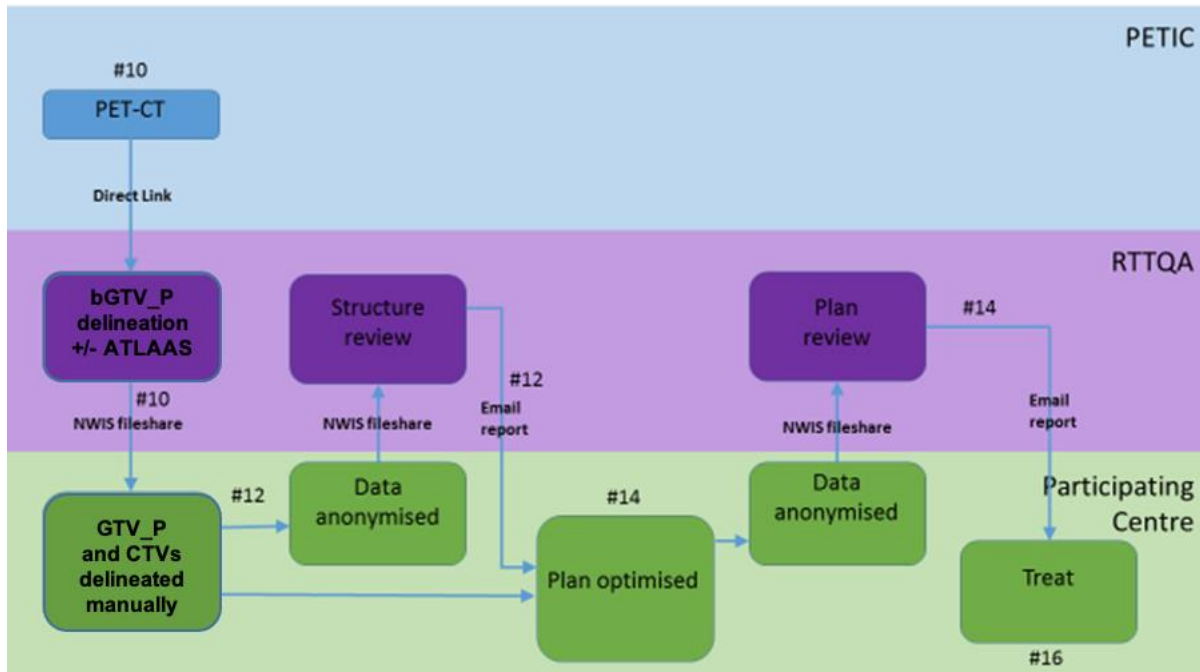 PETIC
#10
PET-CT
Direct Link
RTTQA
bGTV_P
delineation
+/- ATLAAS
Structure
review
Plan
review
#14
#12
#10
NWIS fileshare
NWIS fileshare
Email
report
NWIS fileshare
Email
report
Participating
Centre
GTV_P
and CTVs
delineated
manually
#12
Data
anonymised
#14
Plan optimised
Data
anonymised
Treat
#16